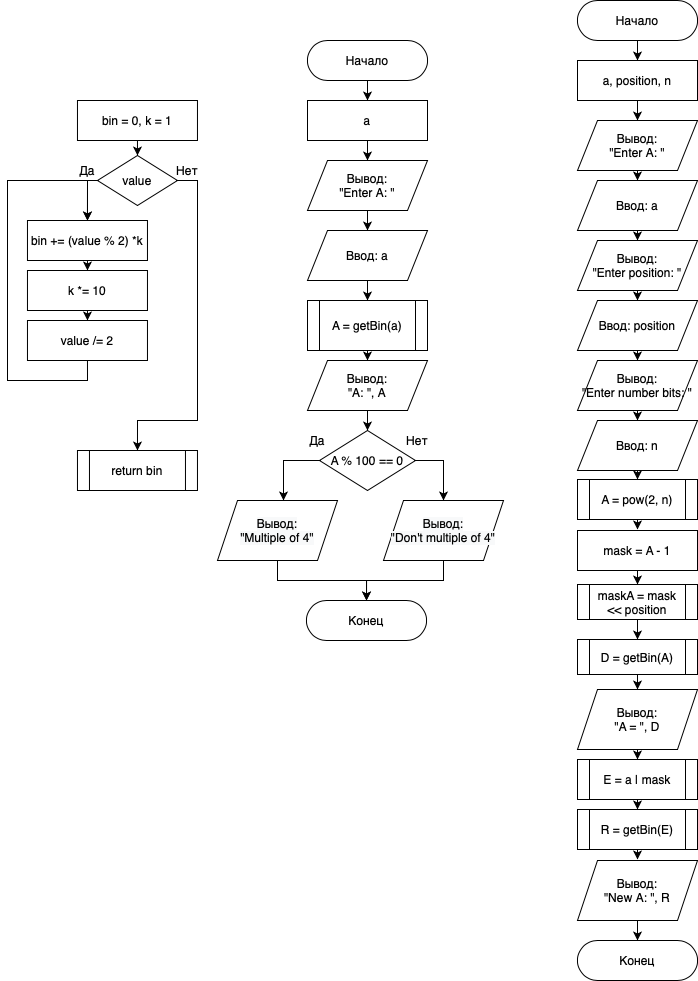 bin = 0, k = 1
Да
value
Нет
bin += (value % 2) *k
k *= 10
value /= 2
return bin
Начало
a
Вывод:
"Enter A: "
Ввод: a
A = getBin(a)
Вывод:
"A: ", A
Да
A % 100 == 0
Нет
Вывод:
"Multiple of 4"
Вывод:
"Don't multiple of 4"
Конец
Начало
a, position, n
Вывод:
"Enter A: "
Ввод: a
Вывод:
"Enter position: "
Ввод: position
Вывод:
"Enter number bits: "
Ввод: n
A = pow(2, n)
mask = A - 1
maskA = mask
<< position
D = getBin(A)
Вывод:
"A = ", D
E = a | mask
R = getBin(E)
Вывод:
"New A: ", R
Конец